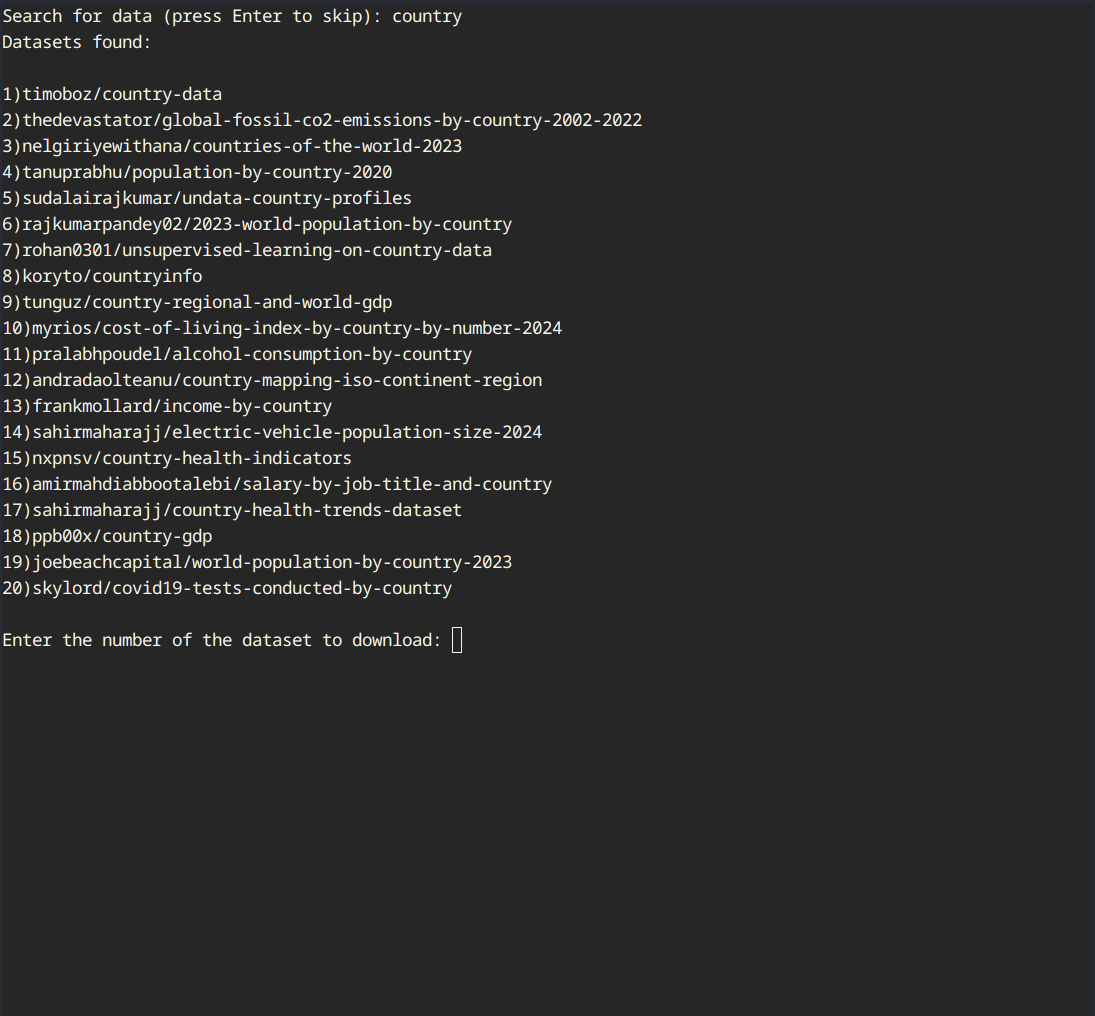 Search for data (press Enter to skip): country
Datasets found:
1)timoboz/country-data
2)thedevastator/global-fossil-co2-emissions-by-country-2002-2022
3)nelgiriyewithana/countries-of-the-world-2023
4)tanuprabhu/population-by-country-2020
5)sudalairajkumar/undata-country-profiles
6)rajkumarpandey02/2023-world-population-by-country
7)rohan0301/unsupervised-learning-on-country-data
8)koryto/countryinfo
9)tunguz/country-regional-and-world-gdp
10)myrios/cost-of-living-index-by-country-by-number-2024
11)pralabhpoudel/alcohol-consumption-by-country
12)andradaolteanu/country-mapping-iso-continent-region
13)frankmollard/income-by-country
14)sahirmaharajj/electric-vehicle-population-size-2024
15)nxpnsv/country-health-indicators
16)amirmahdiabbootalebi/salary-by-job-title-and-country
17)sahirmaharajj/country-health-trends-dataset
18)ppb00x/country-gdp
19)joebeachcapital/world-population-by-country-2023
20)skylord/covid19-tests-conducted-by-country
Enter the number of the dataset to download: